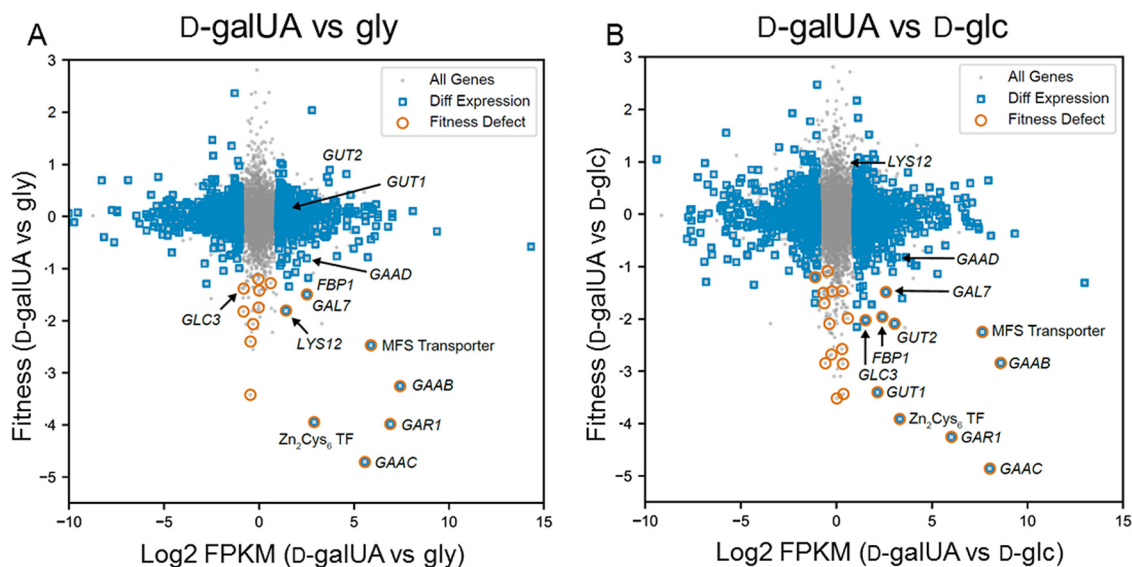 A
D-galUA vs gly
Fitness (D-galUA vs gly)
3
2
1
0
−1
−2
−3
−4
−5
All Genes
Diff Expression
Fitness Defect
GUT2
GUT1
GAAD
FBP1
GAL7
GLC3
LYS12
MFS Transporter
GAAB
GAR1
Zn2Cys6 TF
GAAC
−10
−5
0
5
10
15
Log2 FPKM (D-galUA vs gly)
B
D-galUA vs D-glc
Fitness (D-galUA vs D-glc)
3
2
1
0
−1
−2
−3
−4
−5
All Genes
Diff Expression
Fitness Defect
LYS12
GAAD
GAL7
MFS Transporter
GUT2
FBP1
GLC3
GAAB
GUT1
Zn2Cys6 TF
GAR1
GAAC
−10
−5
0
5
10
15
Log2 FPKM (D-galUA vs D-glc)